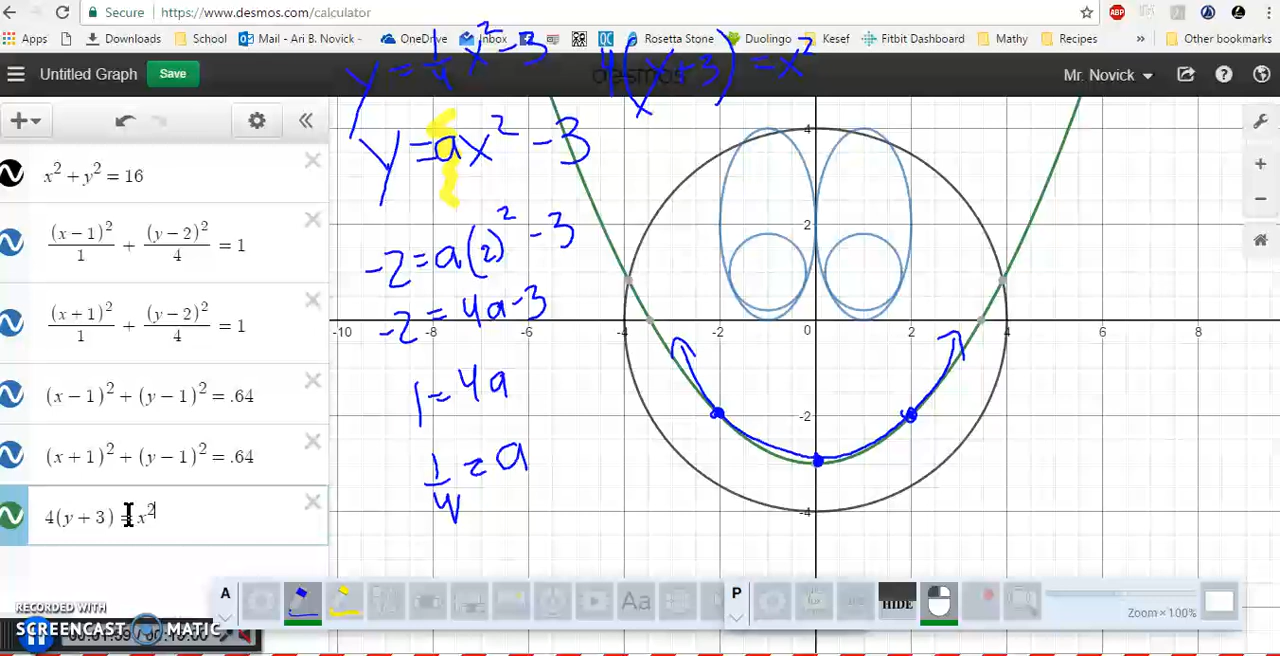 Secure https://www.desmos.com/calculator
Apps Downloads School Mail - Ari B. Novick - OneDrive Inbox Rosetta Stone Duolingo Kesef Fitbit Dashboard Mathy Recipes » Other bookmarks
ABP
Untitled Graph Save desmos Mr. Novick
y = 1/4 x² - 3 4(y+3) = x²
y = ax² - 3
-2 = a(2)² - 3
-2 = 4a - 3
1 = 4a
1/4 = a
x² + y² = 16
(x − 1)²/1 + (y − 2)²/4 = 1
(x + 1)²/1 + (y − 2)²/4 = 1
(x − 1)² + (y − 1)² = .64
(x + 1)² + (y − 1)² = .64
4(y + 3) = x²
4
2
-10 -8 -6 -4 -2 0 2 4 6 8
-2
-4
A Aa P HIDE
Zoom × 100%
RECORDED WITH
SCREENCAST MATIC